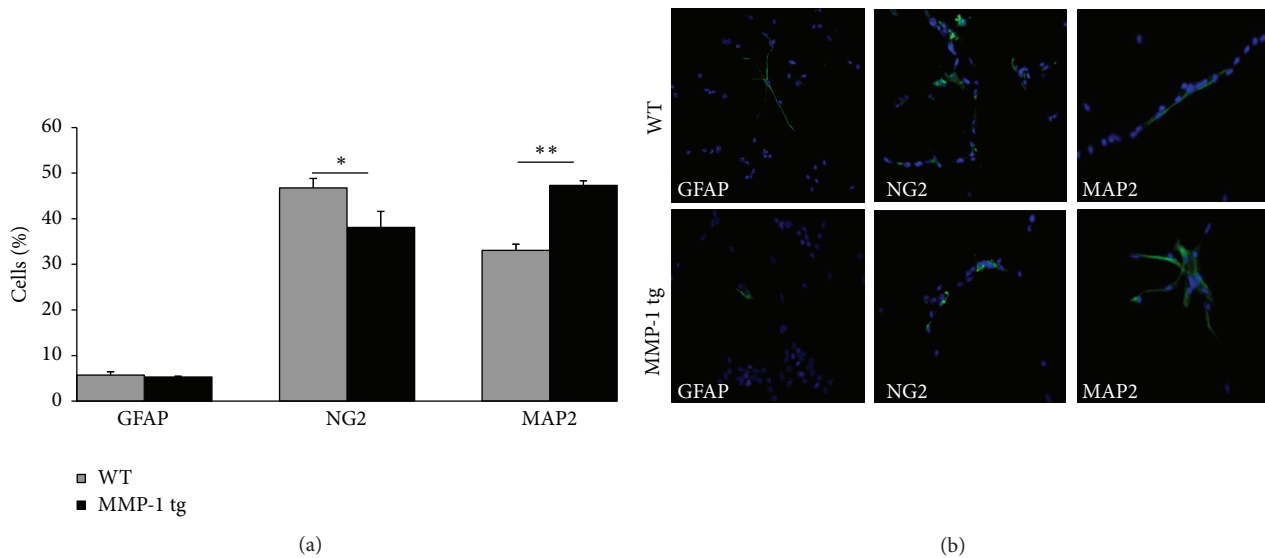 60
50
40
30
20
10
0
Cells (%)
*
**
GFAP
NG2
MAP2
WT
MMP-1 tg
(a)
WT
GFAP
NG2
MAP2
MMP-1 tg
GFAP
NG2
MAP2
(b)